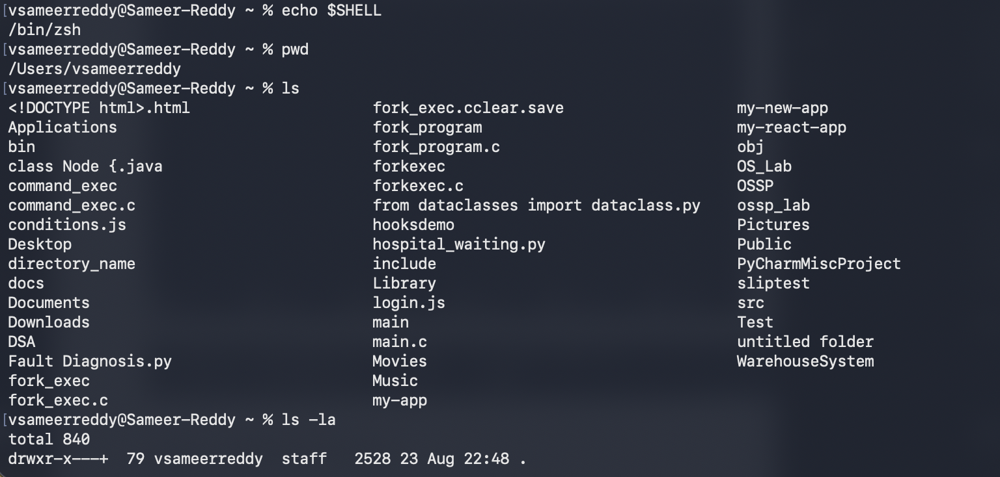 [vsameerreddy@Sameer-Reddy ~ % echo $SHELL
/bin/zsh
[vsameerreddy@Sameer-Reddy ~ % pwd
/Users/vsameerreddy
[vsameerreddy@Sameer-Reddy ~ % ls
<!DOCTYPE html>.html fork_exec.cclear.save my-new-app
Applications fork_program my-react-app
bin fork_program.c obj
class Node {.java forkexec OS_Lab
command_exec forkexec.c OSSP
command_exec.c from dataclasses import dataclass.py ossp_lab
conditions.js hooksdemo Pictures
Desktop hospital_waiting.py Public
directory_name include PyCharmMiscProject
docs Library sliptest
Documents login.js src
Downloads main Test
DSA main.c untitled folder
Fault Diagnosis.py Movies WarehouseSystem
fork_exec Music
fork_exec.c my-app
[vsameerreddy@Sameer-Reddy ~ % ls -la
total 840
drwxr-x---+ 79 vsameerreddy staff 2528 23 Aug 22:48 .